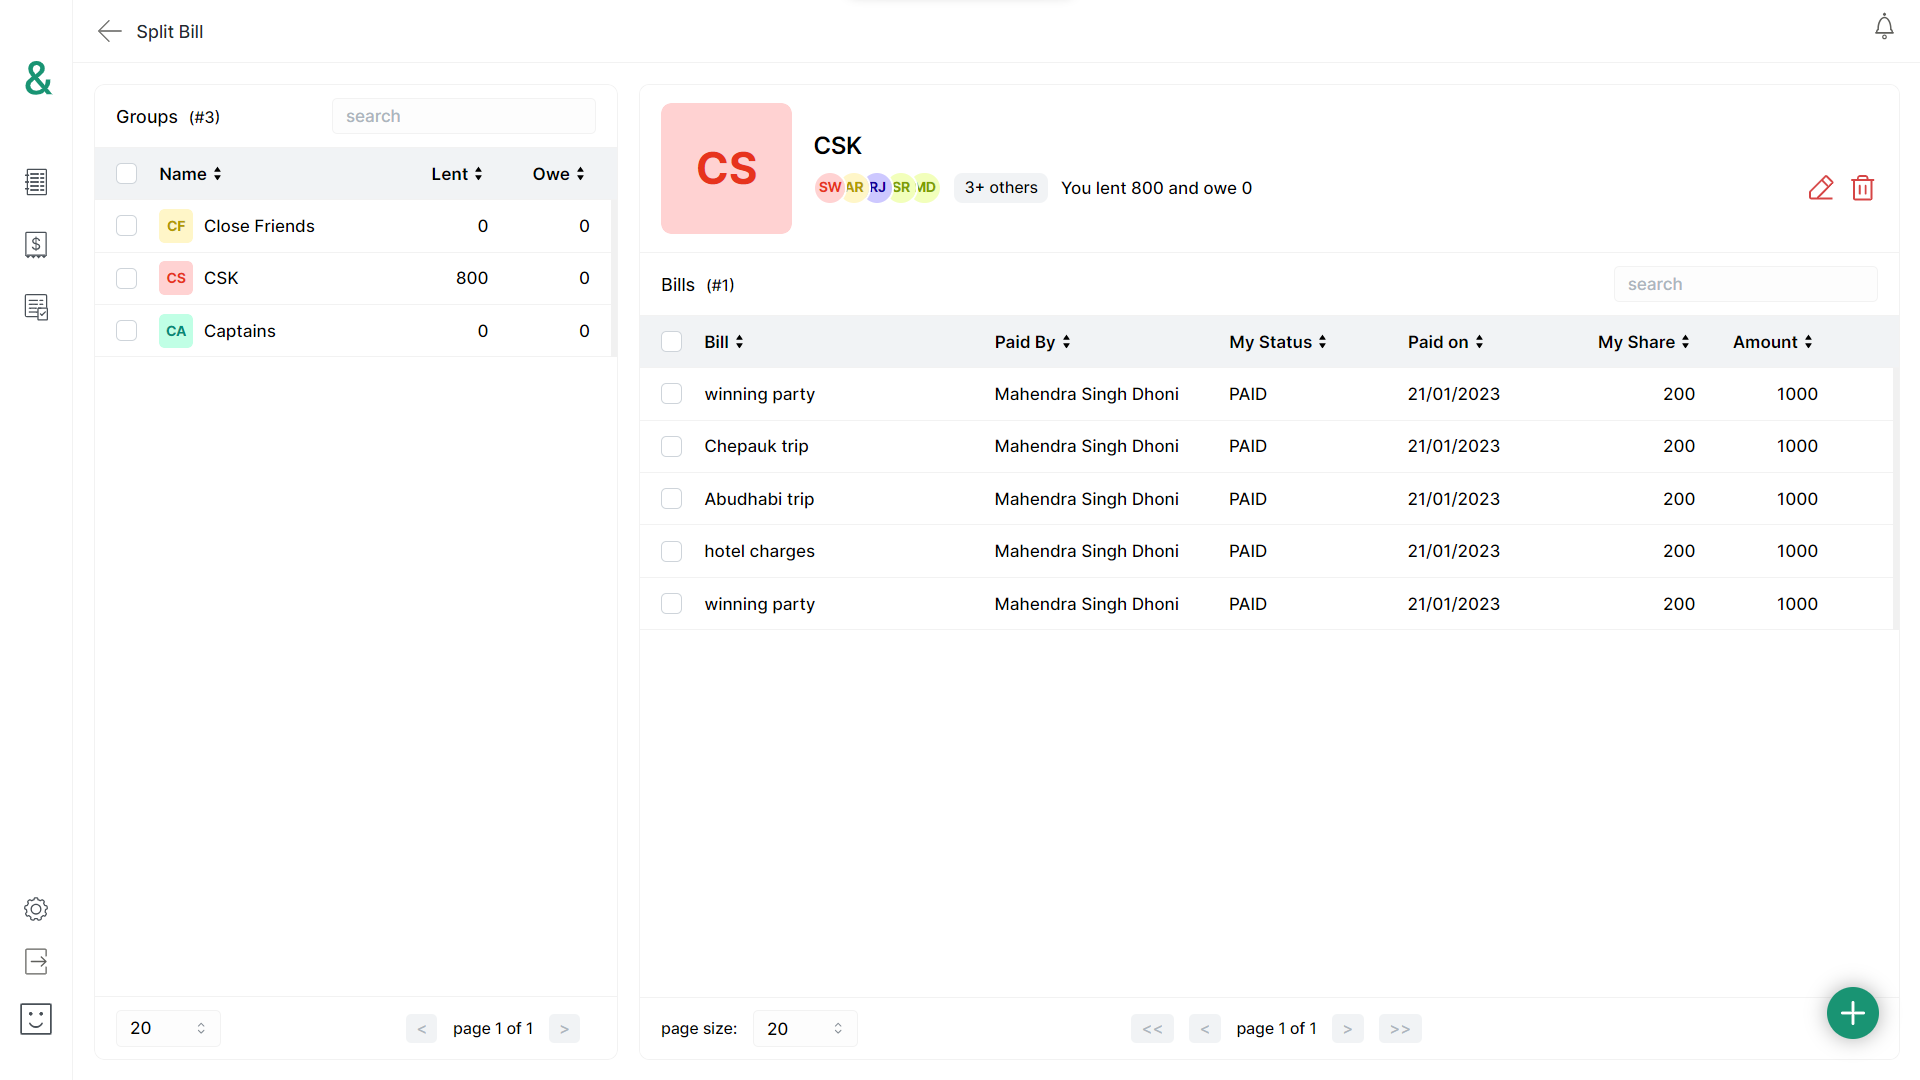 Split Bill
&
Groups (#3)
search
Name Lent Owe
CF Close Friends 0 0
CS CSK 800 0
CA Captains 0 0
20
< page 1 of 1 >
CS
CSK
SW AR RJ SR MD 3+ others You lent 800 and owe 0
Bills (#1)
search
Bill Paid By My Status Paid on My Share Amount
winning party Mahendra Singh Dhoni PAID 21/01/2023 200 1000
Chepauk trip Mahendra Singh Dhoni PAID 21/01/2023 200 1000
Abudhabi trip Mahendra Singh Dhoni PAID 21/01/2023 200 1000
hotel charges Mahendra Singh Dhoni PAID 21/01/2023 200 1000
winning party Mahendra Singh Dhoni PAID 21/01/2023 200 1000
page size: 20 << < page 1 of 1 > >>